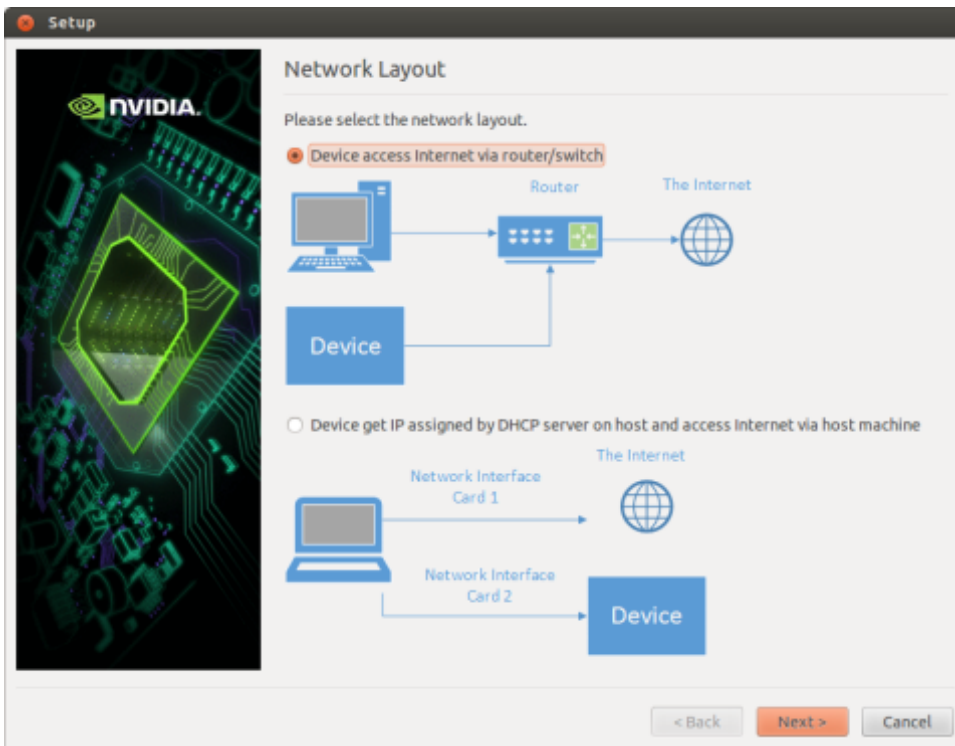 Setup
NVIDIA.
Network Layout
Please select the network layout.
Device access Internet via router/switch
Router
The Internet
Device
Device get IP assigned by DHCP server on host and access Internet via host machine
The Internet
Network Interface
Card 1
Network Interface
Card 2
Device
< Back
Next >
Cancel